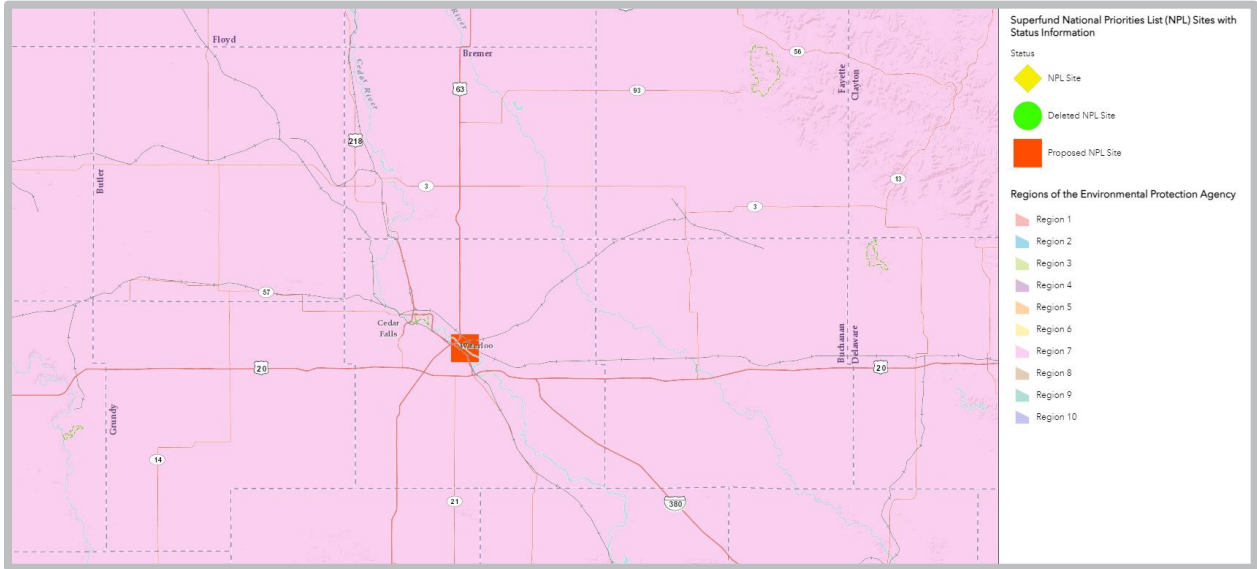 Floyd
River
Bremer
56
Fayette
Clayton
Cedar River
63
93
218
Butler
3
13
3
57
Cedar
Falls
Waterloo
Buchanan
Delaware
20
20
Grundy
14
21
380
Superfund National Priorities List (NPL) Sites with
Status Information
Status
NPL Site
Deleted NPL Site
Proposed NPL Site
Regions of the Environmental Protection Agency
Region 1
Region 2
Region 3
Region 4
Region 5
Region 6
Region 7
Region 8
Region 9
Region 10